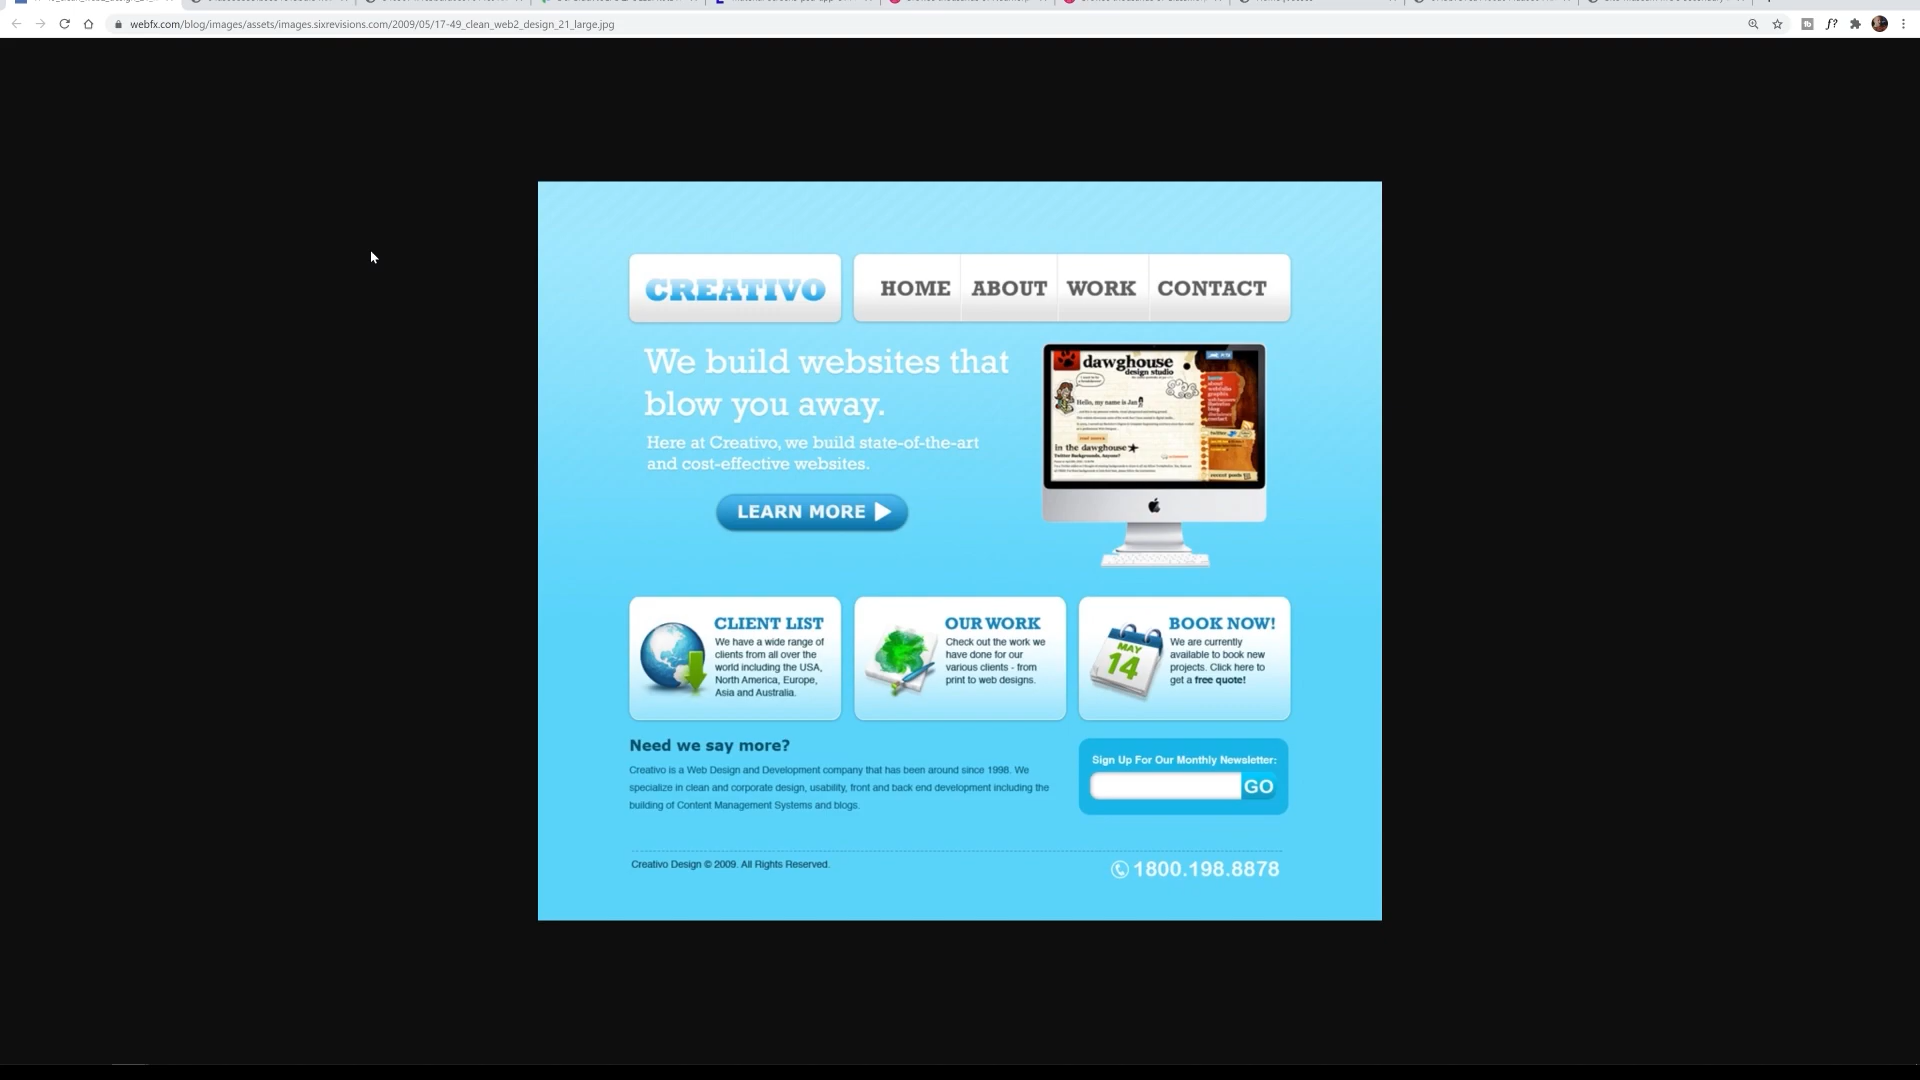 webfx.com/blog/images/assets/images.sixrevisions.com/2009/05/17-49_clean_web2_design_21_large.jpg
CREATIVO
HOME ABOUT WORK CONTACT
We build websites that
blow you away.
Here at Creativo, we build state-of-the-art
and cost-effective websites.
LEARN MORE
dawghouse
design studio
Hello, my name is Jan
in the dawghouse
Twitter Backgrounds, Anyone?
CLIENT LIST
We have a wide range of
clients from all over the
world including the USA,
North America, Europe,
Asia and Australia.
OUR WORK
Check out the work we
have done for our
various clients - from
print to web designs.
MAY
14
BOOK NOW!
We are currently
available to book new
projects. Click here to
get a free quote!
Need we say more?
Creativo is a Web Design and Development company that has been around since 1998. We
specialize in clean and corporate design, usability, front and back end development including the
building of Content Management Systems and blogs.
Sign Up For Our Monthly Newsletter:
GO
Creativo Design © 2009. All Rights Reserved.
1800.198.8878